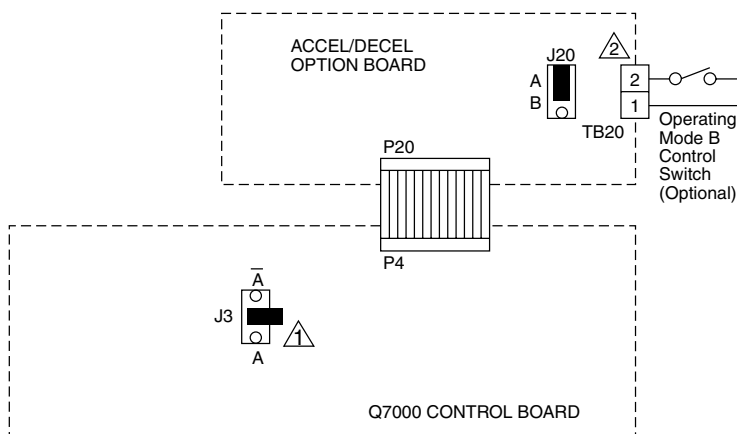 ACCEL/DECEL
OPTION BOARD
J20
A
B
2
2
1
TB20
Operating
Mode B
Control
Switch
(Optional)
P20
P4
A̅
J3
1
A
Q7000 CONTROL BOARD